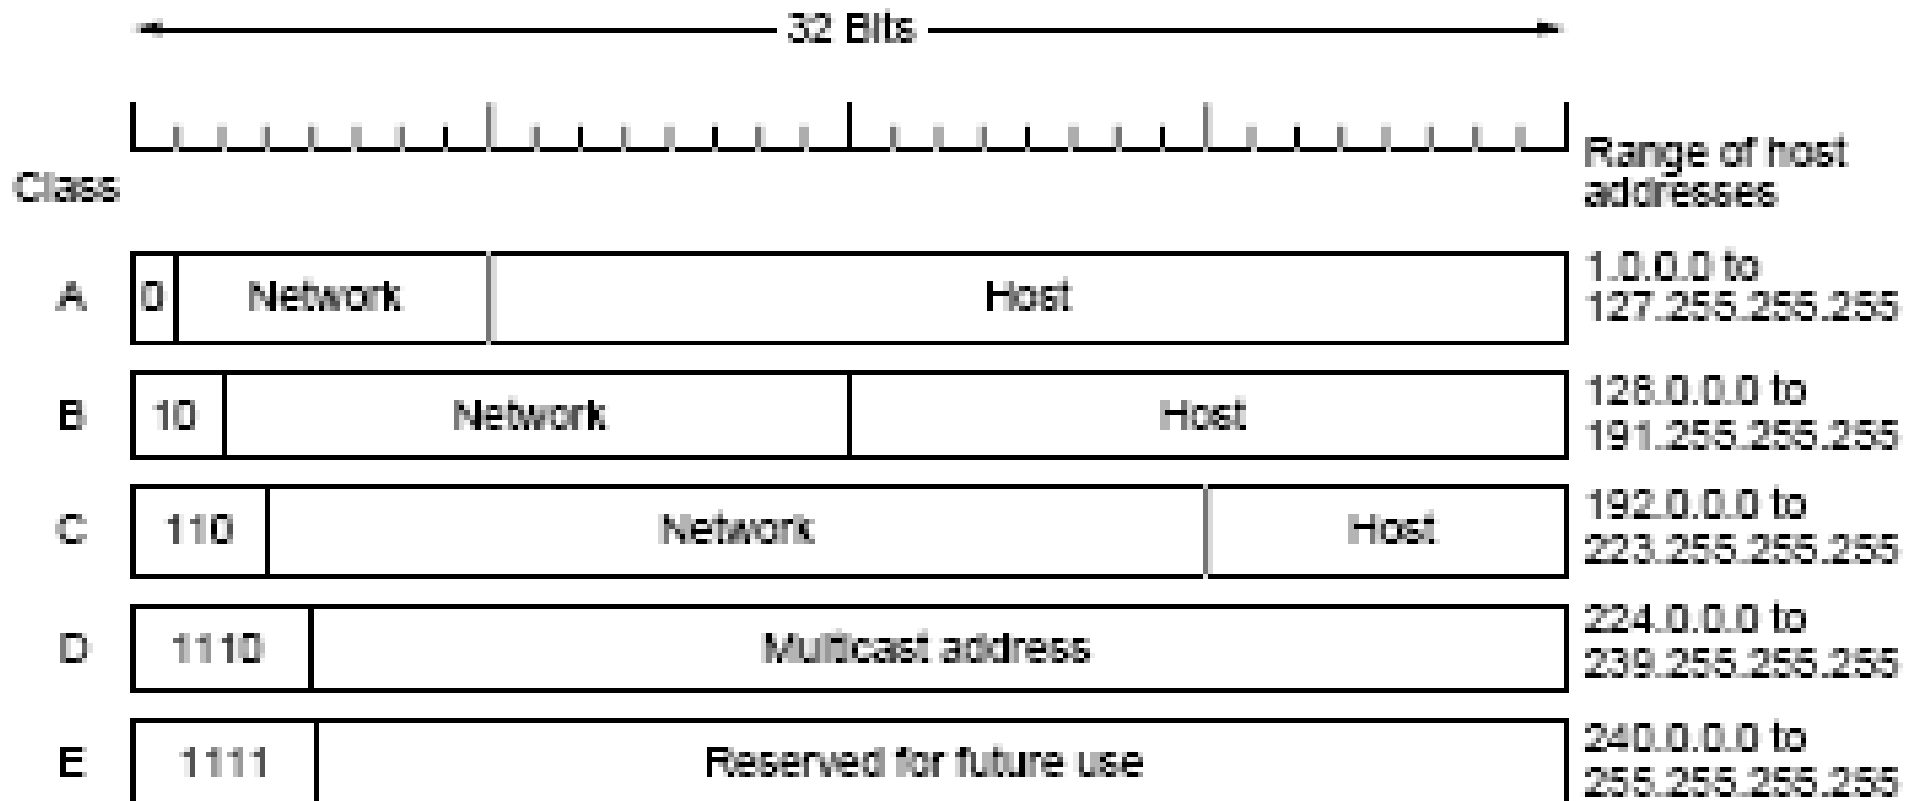 32 Bits
Range of host
addresses
Class
A
0
Network
Host
1.0.0.0 to
127.255.255.255
B
10
Network
Host
128.0.0.0 to
191.255.255.255
C
110
Network
Host
192.0.0.0 to
223.255.255.255
D
1110
Multicast address
224.0.0.0 to
239.255.255.255
E
1111
Reserved for future use
240.0.0.0 to
255.255.255.255